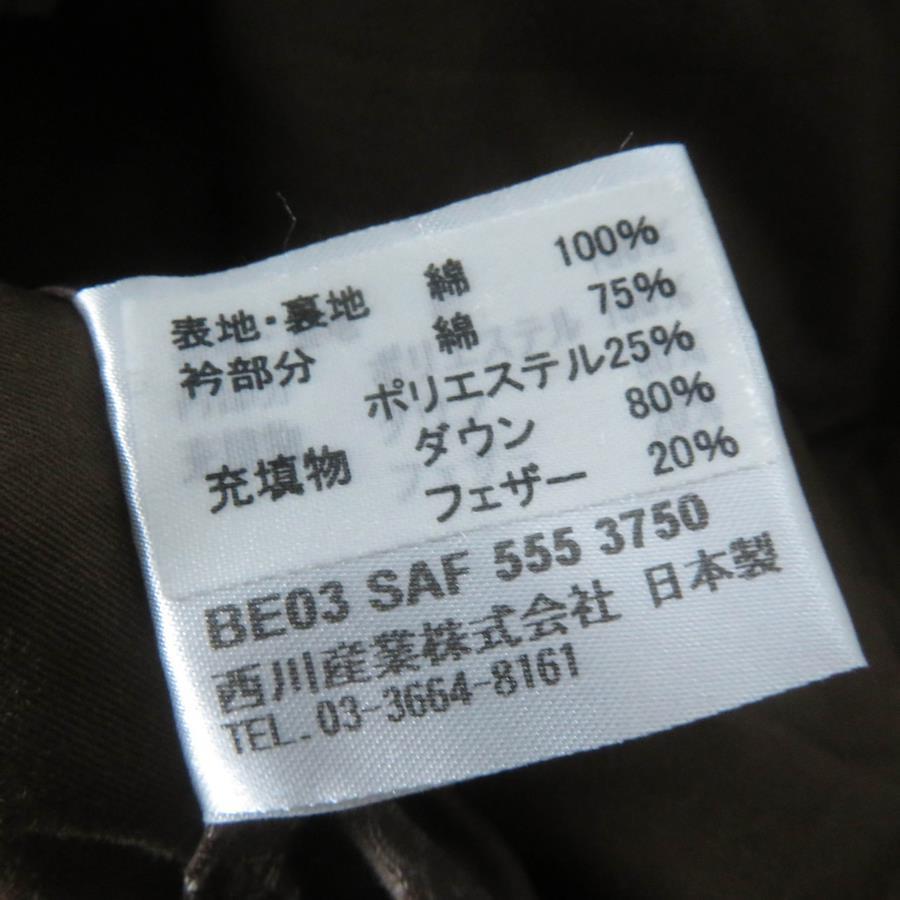 表地・裏地 綿 100%
衿部分 綿 75%
ポリエステル25%
充填物 ダウン 80%
フェザー 20%
BE03 SAF 555 3750
西川産業株式会社 日本製
TEL. 03-3664-8161